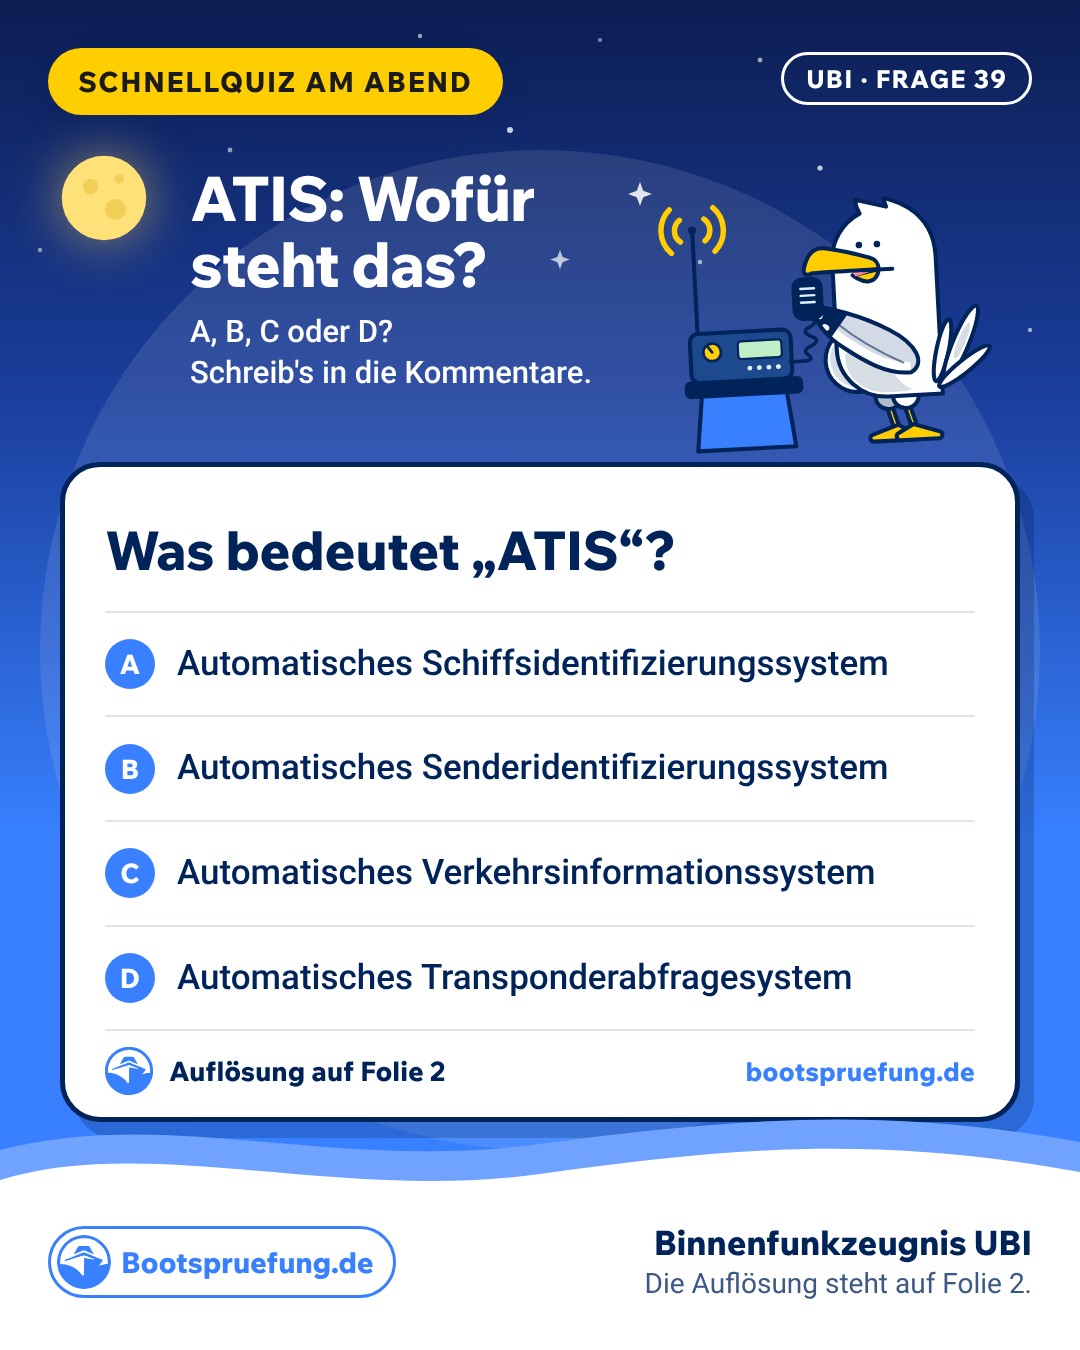 SCHNELLQUIZ AM ABEND
UBI · FRAGE 39
ATIS: Wofür
steht das?
A, B, C oder D?
Schreib's in die Kommentare.
Was bedeutet „ATIS“?
A Automatisches Schiffsidentifizierungssystem
B Automatisches Senderidentifizierungssystem
C Automatisches Verkehrsinformationssystem
D Automatisches Transponderabfragesystem
Auflösung auf Folie 2
bootspruefung.de
Bootspruefung.de
Binnenfunkzeugnis UBI
Die Auflösung steht auf Folie 2.